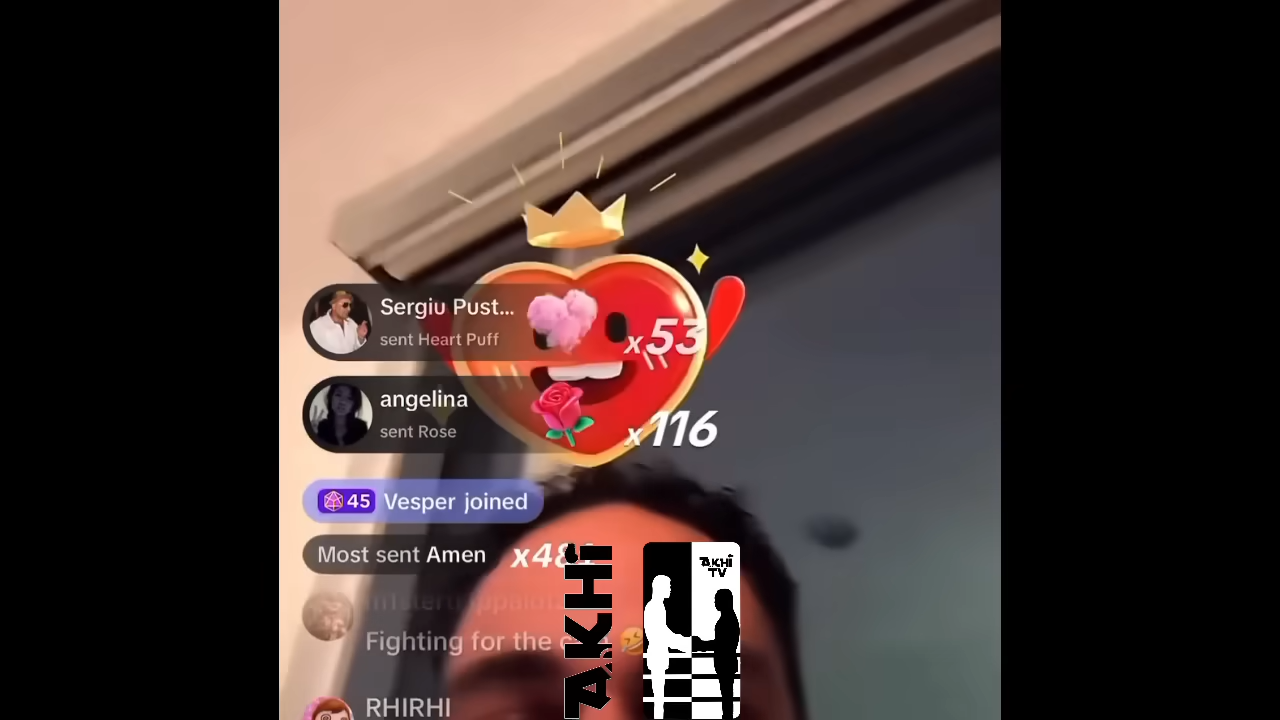 Sergiu Pust...
sent Heart Puff
x53
angelina
sent Rose
x116
45 Vesper joined
Most sent Amen
Fighting for the
RHIRHI
AKHI
AKHI
TV